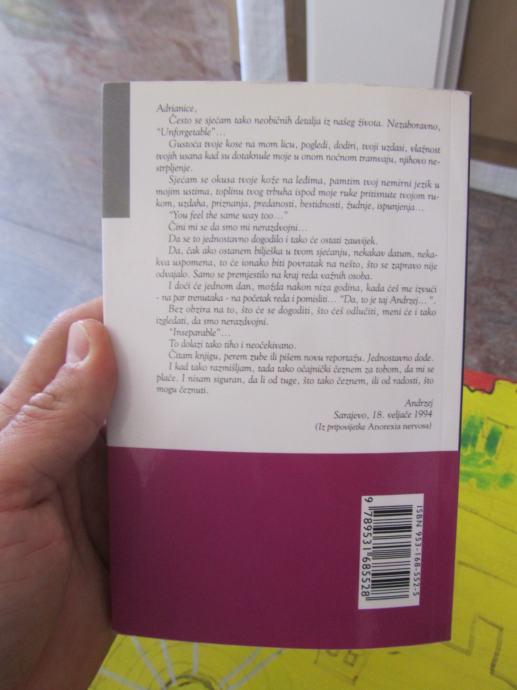 Adrianice,
Često se sjećam tako neobičnih detalja iz našeg života. Nezaboravno,
"Unforgetable"...
Gustoća tvoje kose na mom licu, pogledi, dodiri, tvoji uzdasi, vlažnost
tvojih usana kad su dotaknule moje u onom noćnom tramvaju, njihovo ne-
strpljenje.
Sjećam se okusa tvoje kože na leđima, pamtim tvoj nemirni jezik u
mojim ustima, toplinu tvog trbuha ispod moje ruke pritisnute tvojom ru-
kom, uzdaha, priznanja, predanosti, bestidnosti, žudnje, ispunjenja...
"You feel the same way too..."
Čini mi se da smo mi nerazdvojni...
Da se to jednostavno dogodilo i tako će ostati zauvijek.
Da, čak ako ostanem bilješka u tvom sjećanju, nekakav datum, neka-
kva uspomena, to će ionako biti povratak na nešto, što se zapravo nije
odvajalo. Samo se premjestilo na kraj reda važnih osoba.
I doći će jednom dan, možda nakon niza godina, kada ćeš me izvući
- na par trenutaka - na početak reda i pomisliti... "Da, to je taj Andrzej...".
Bez obzira na to, što će se dogoditi, što ćeš odlučiti, meni će i tako
izgledati, da smo nerazdvojni.
"Inseparable"...
To dolazi tako tiho i neočekivano.
Čitam knjigu, perem zube ili pišem novu reportažu. Jednostavno dođe.
I kad tako razmišljam, tada tako očajnički čeznem za tobom, da mi se
plače. I nisam siguran, da li od tuge, što tako čeznem, ili od radosti, što
mogu čeznuti.
Andrzej
Sarajevo, 18. veljače 1994
(Iz pripovijetke Anorexia nervosa)
ISBN 953-168-552-5
9 789531 685528